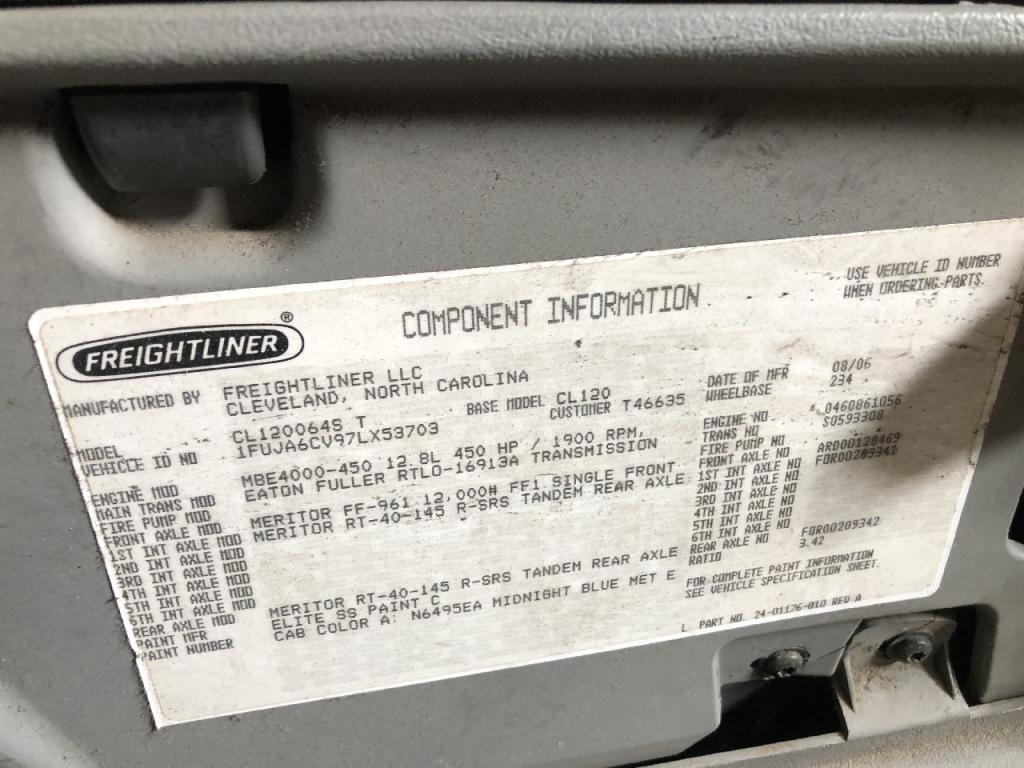 USE VEHICLE ID NUMBER
WHEN ORDERING PARTS.
COMPONENT INFORMATION
FREIGHTLINER ®
MANUFACTURED BY FREIGHTLINER LLC
CLEVELAND, NORTH CAROLINA
DATE OF MFR 08/06
MODEL CL120064S T BASE MODEL CL120 WHEELBASE 234
VEHICLE ID NO 1FUJA6CV97LX53703 CUSTOMER T46635
ENGINE MOD MBE4000-450 12.8L 450 HP / 1900 RPM, ENGINE NO 0460861056
MAIN TRANS MOD EATON FULLER RTLO-16913A TRANSMISSION TRANS NO S0593308
FIRE PUMP MOD FIRE PUMP NO
FRONT AXLE MOD MERITOR FF-961 12,000# FF1 SINGLE FRONT FRONT AXLE NO AR000128469
1ST INT AXLE MOD MERITOR RT-40-145 R-SRS TANDEM REAR AXLE 1ST INT AXLE NO
2ND INT AXLE MOD 2ND INT AXLE NO
3RD INT AXLE MOD 3RD INT AXLE NO
4TH INT AXLE MOD 4TH INT AXLE NO
5TH INT AXLE MOD 5TH INT AXLE NO
6TH INT AXLE MOD 6TH INT AXLE NO
REAR AXLE MOD MERITOR RT-40-145 R-SRS TANDEM REAR AXLE REAR AXLE NO FOR00209342
PAINT MFR ELITE SS PAINT C RATIO 3.42
PAINT NUMBER CAB COLOR A: N6495EA MIDNIGHT BLUE MET E
FOR COMPLETE PAINT INFORMATION
SEE VEHICLE SPECIFICATION SHEET.
L PART NO. 24-01176-010 REV A